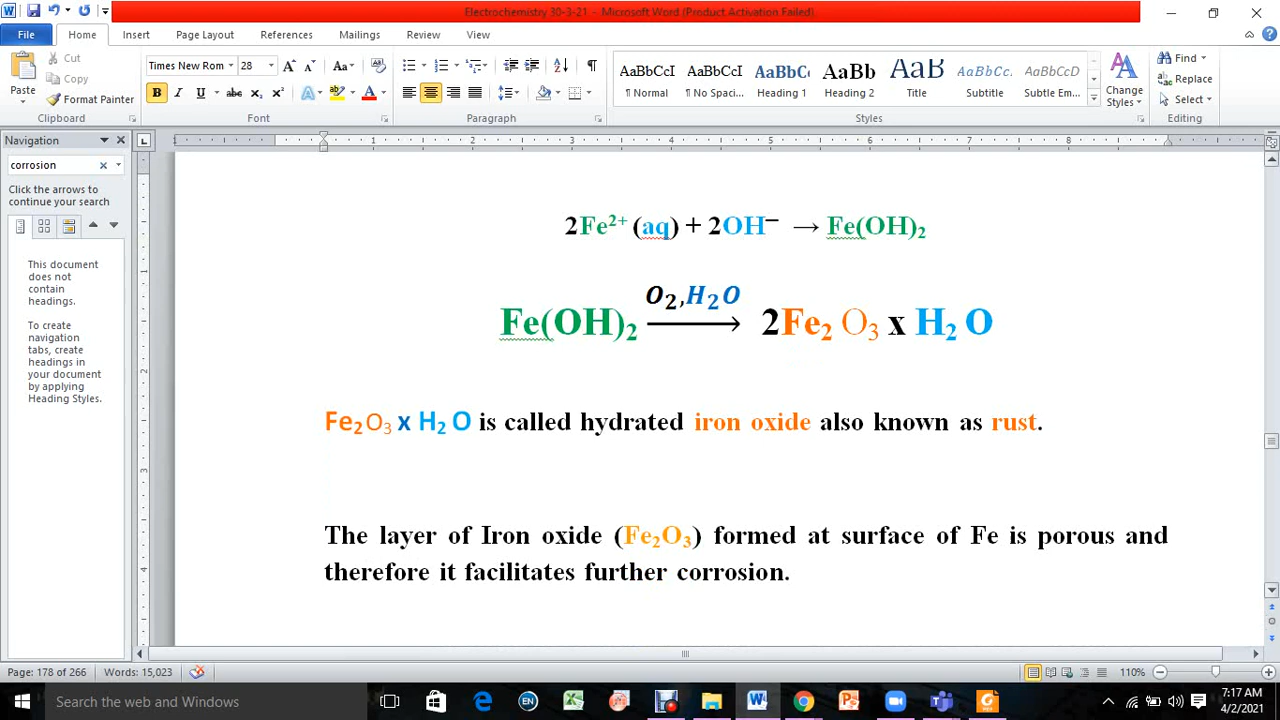 Electrochemistry 30-3-21 - Microsoft Word (Product Activation Failed)
File Home Insert Page Layout References Mailings Review View
Paste
Cut
Copy
Format Painter
Clipboard
Times New Rom 28
Font
Paragraph
AaBbCcI AaBbCcI AaBbCc AaBbC AaB AaBbCc. AaBbCcD
¶ Normal ¶ No Spaci... Heading 1 Heading 2 Title Subtitle Subtle Em...
Change Styles
Styles
Find
Replace
Select
Editing
Navigation
corrosion
Click the arrows to
continue your search
This document
does not
contain
headings.
To create
navigation
tabs, create
headings in
your document
by applying
Heading Styles.
2Fe²⁺ (aq) + 2OH⁻ → Fe(OH)₂
O₂,H₂O
Fe(OH)₂ ⟶ 2Fe₂ O₃ x H₂ O
Fe₂O₃ x H₂ O is called hydrated iron oxide also known as rust.
The layer of Iron oxide (Fe₂O₃) formed at surface of Fe is porous and
therefore it facilitates further corrosion.
Page: 178 of 266 Words: 15,023 110%
Search the web and Windows
7:17 AM
4/2/2021